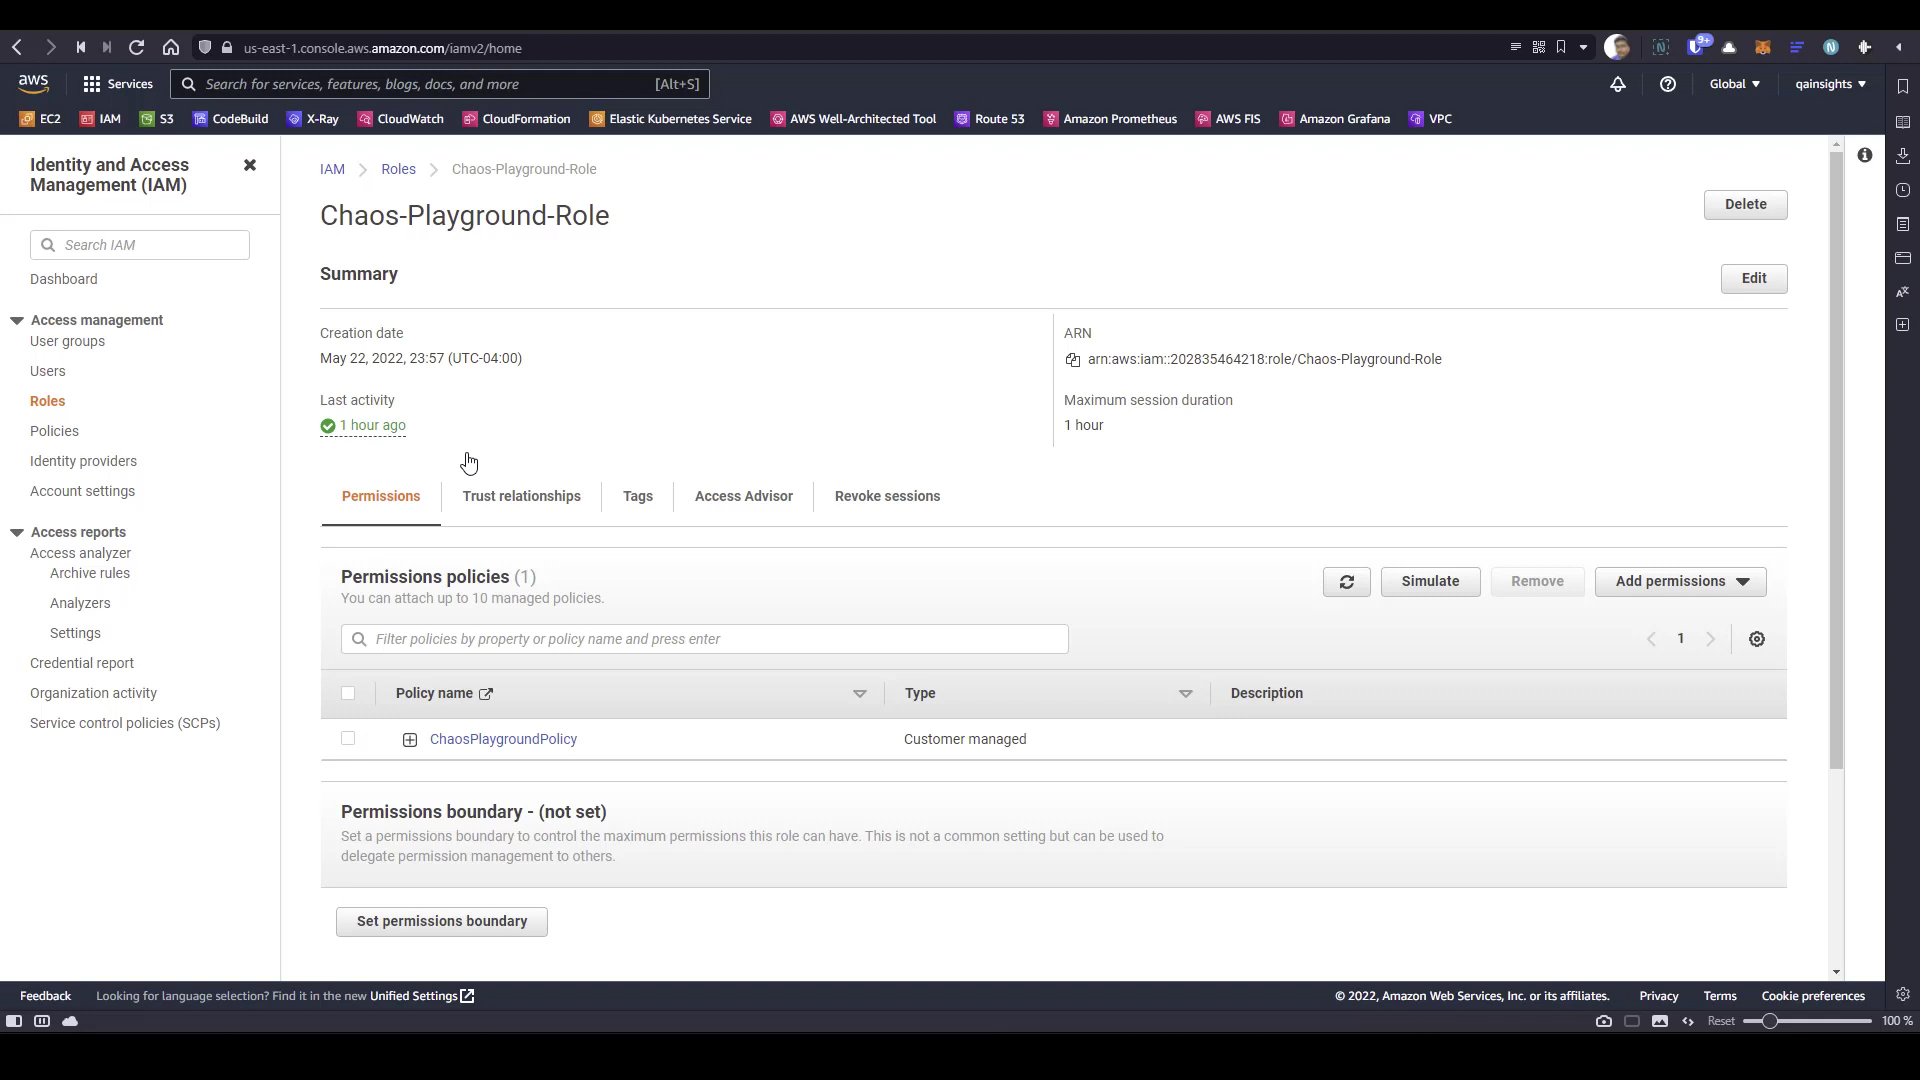 us-east-1.console.aws.amazon.com/iamv2/home
9+
aws
Services
Search for services, features, blogs, docs, and more
[Alt+S]
Global
qainsights
EC2
IAM
S3
CodeBuild
X-Ray
CloudWatch
CloudFormation
Elastic Kubernetes Service
AWS Well-Architected Tool
Route 53
Amazon Prometheus
AWS FIS
Amazon Grafana
VPC
Identity and Access
Management (IAM)
Search IAM
Dashboard
Access management
User groups
Users
Roles
Policies
Identity providers
Account settings
Access reports
Access analyzer
Archive rules
Analyzers
Settings
Credential report
Organization activity
Service control policies (SCPs)
IAM
Roles
Chaos-Playground-Role
Chaos-Playground-Role
Delete
Summary
Edit
Creation date
May 22, 2022, 23:57 (UTC-04:00)
ARN
arn:aws:iam::202835464218:role/Chaos-Playground-Role
Last activity
1 hour ago
Maximum session duration
1 hour
Permissions
Trust relationships
Tags
Access Advisor
Revoke sessions
Permissions policies (1)
You can attach up to 10 managed policies.
Simulate
Remove
Add permissions
Filter policies by property or policy name and press enter
1
Policy name
Type
Description
ChaosPlaygroundPolicy
Customer managed
Permissions boundary - (not set)
Set a permissions boundary to control the maximum permissions this role can have. This is not a common setting but can be used to
delegate permission management to others.
Set permissions boundary
Feedback
Looking for language selection? Find it in the new Unified Settings
© 2022, Amazon Web Services, Inc. or its affiliates.
Privacy
Terms
Cookie preferences
Reset
100 %